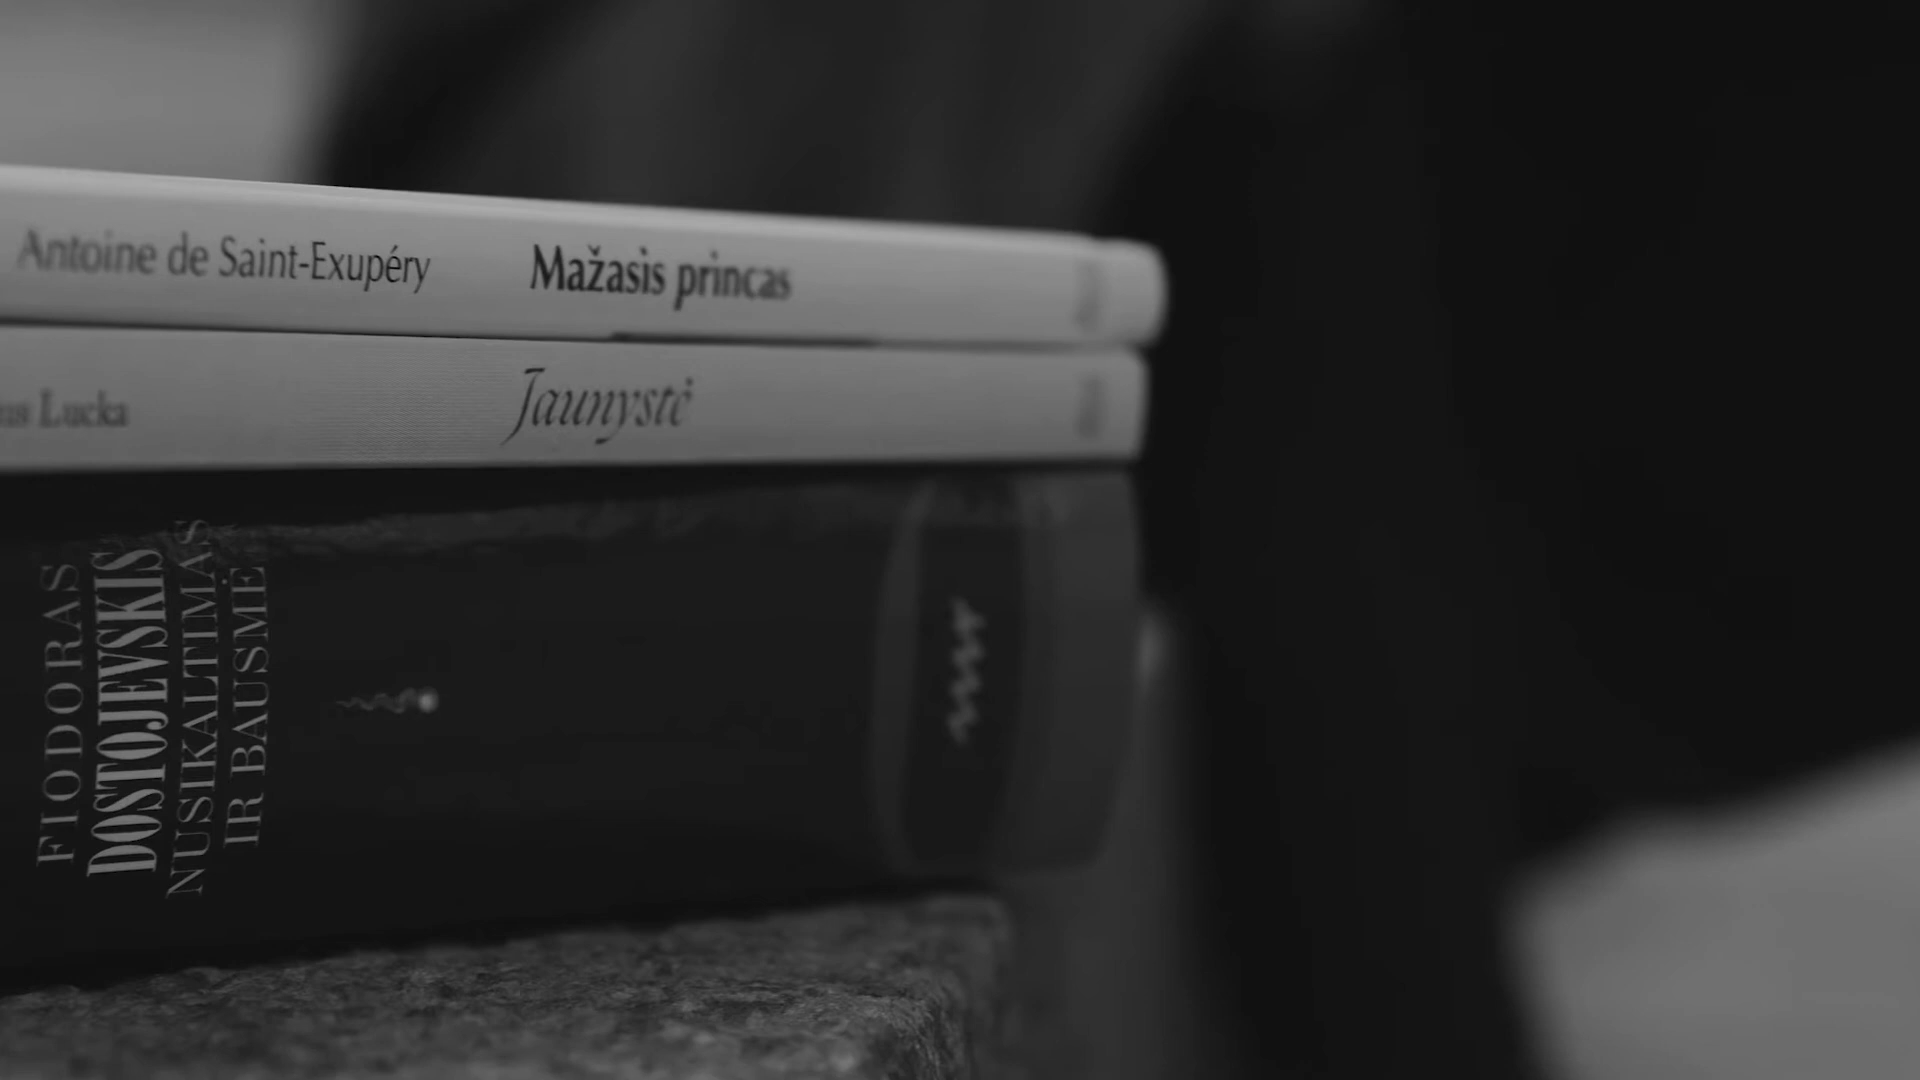 Antoine de Saint-Exupéry Mažasis princas
Lucka Jaunystė
FIODORAS
DOSTOJEVSKIS
NUSIKALTIMAS
IR BAUSMĖ